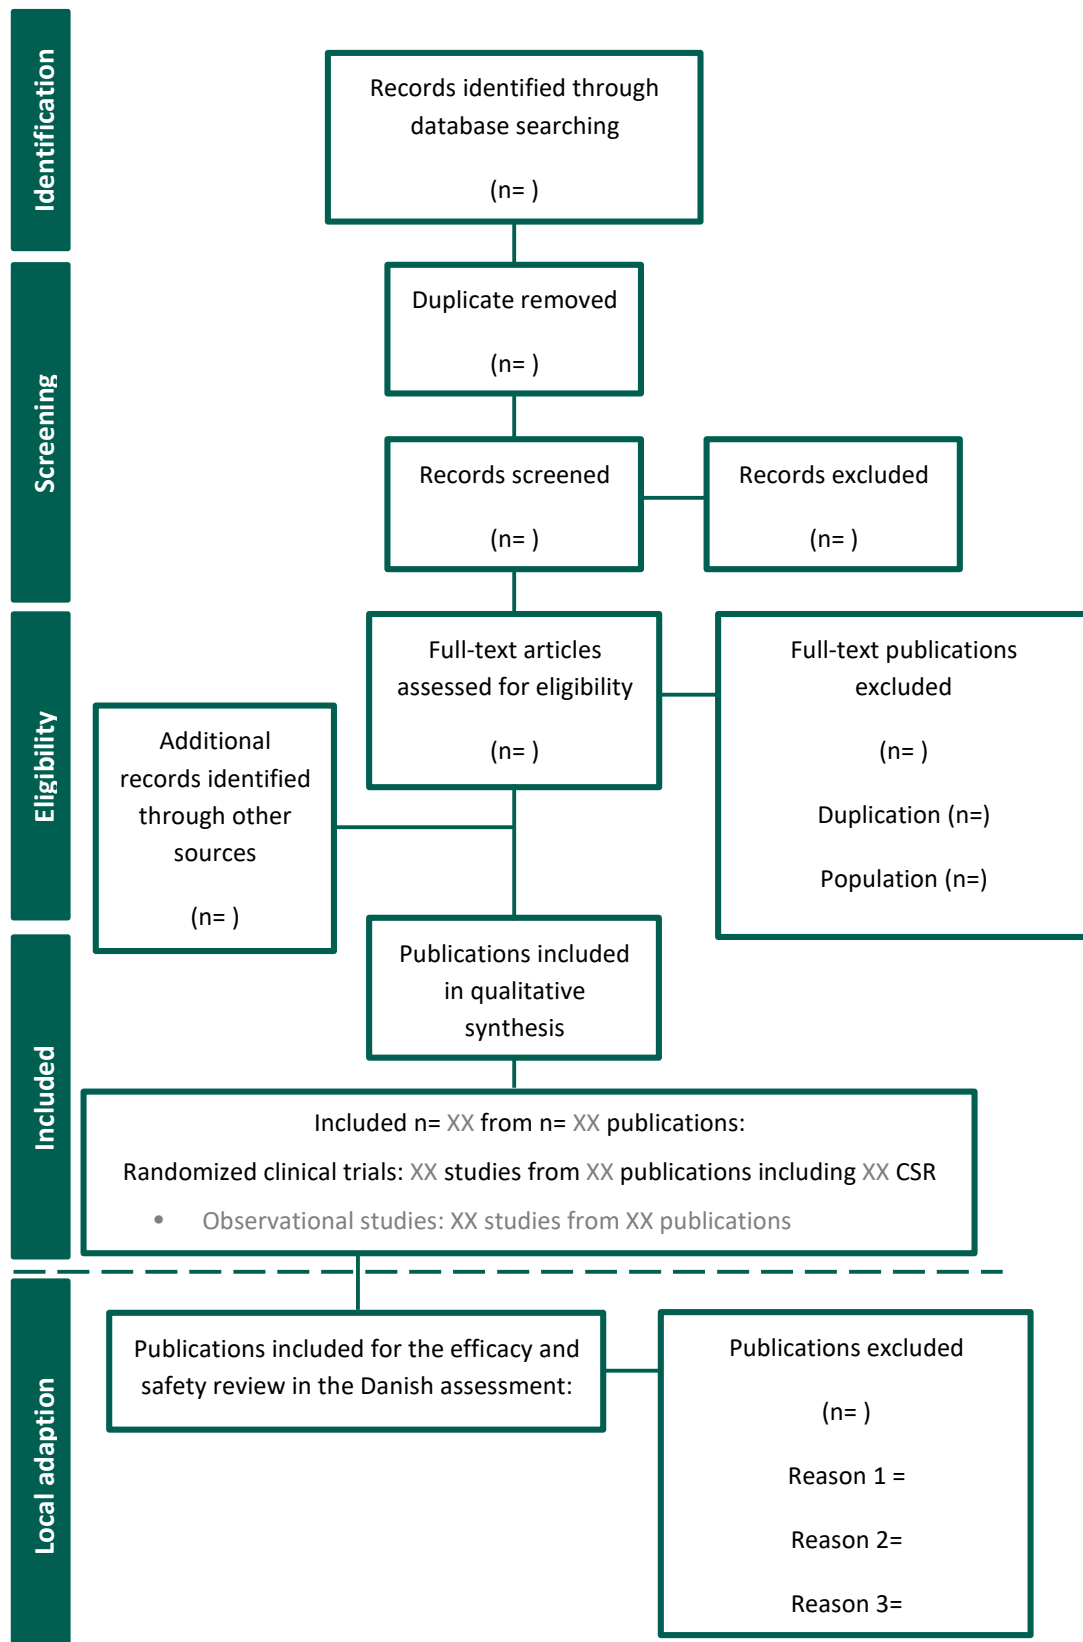 Identification
Records identified through
database searching
(n= )
Screening
Duplicate removed
(n= )
Records screened
(n= )
Records excluded
(n= )
Eligibility
Full-text articles
assessed for eligibility
(n= )
Full-text publications
excluded
(n= )
Duplication (n=)
Population (n=)
Additional
records identified
through other
sources
(n= )
Included
Publications included
in qualitative
synthesis
Included n= XX from n= XX publications:
Randomized clinical trials: XX studies from XX publications including XX CSR
• Observational studies: XX studies from XX publications
Local adaption
Publications included for the efficacy and
safety review in the Danish assessment:
Publications excluded
(n= )
Reason 1 =
Reason 2=
Reason 3=